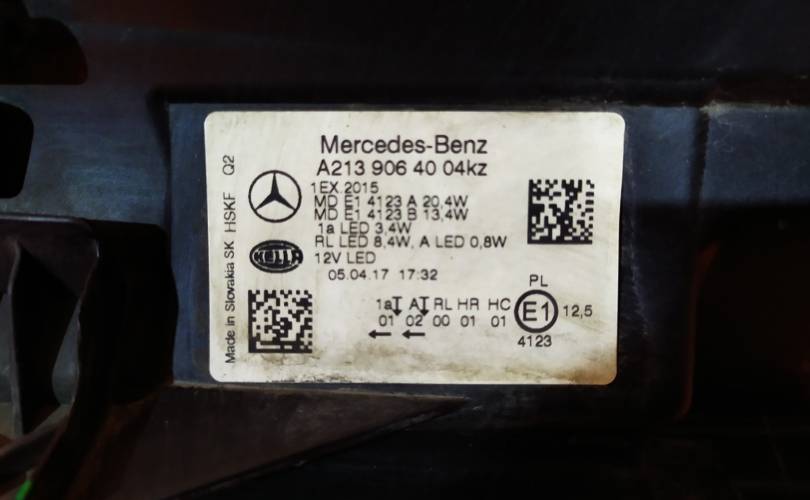 Mercedes-Benz
A213 906 40 04kz
1EX.2015
MD E1 4123 A 20,4W
MD E1 4123 B 13,4W
1a LED 3,4W
RL LED 8,4W, A LED 0,8W
12V LED
05.04.17 17:32
HELLA
Made in Slovakia SK HSKF Q2
1a A RL HR HC
01 02 00 01 01
PL
E1 12,5
4123